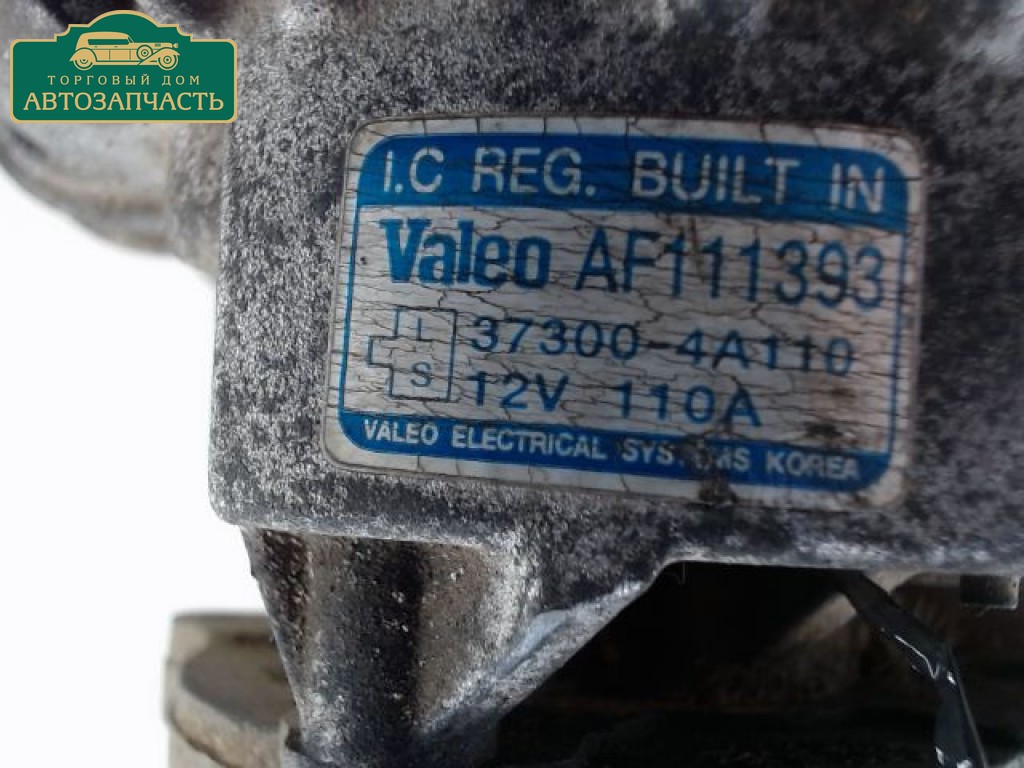 ТОРГОВЫЙ ДОМ
АВТОЗАПЧАСТЬ
I.C REG. BUILT IN
Valeo AF111393
L 37300-4A110
S 12V 110A
VALEO ELECTRICAL SYSTEMS KOREA